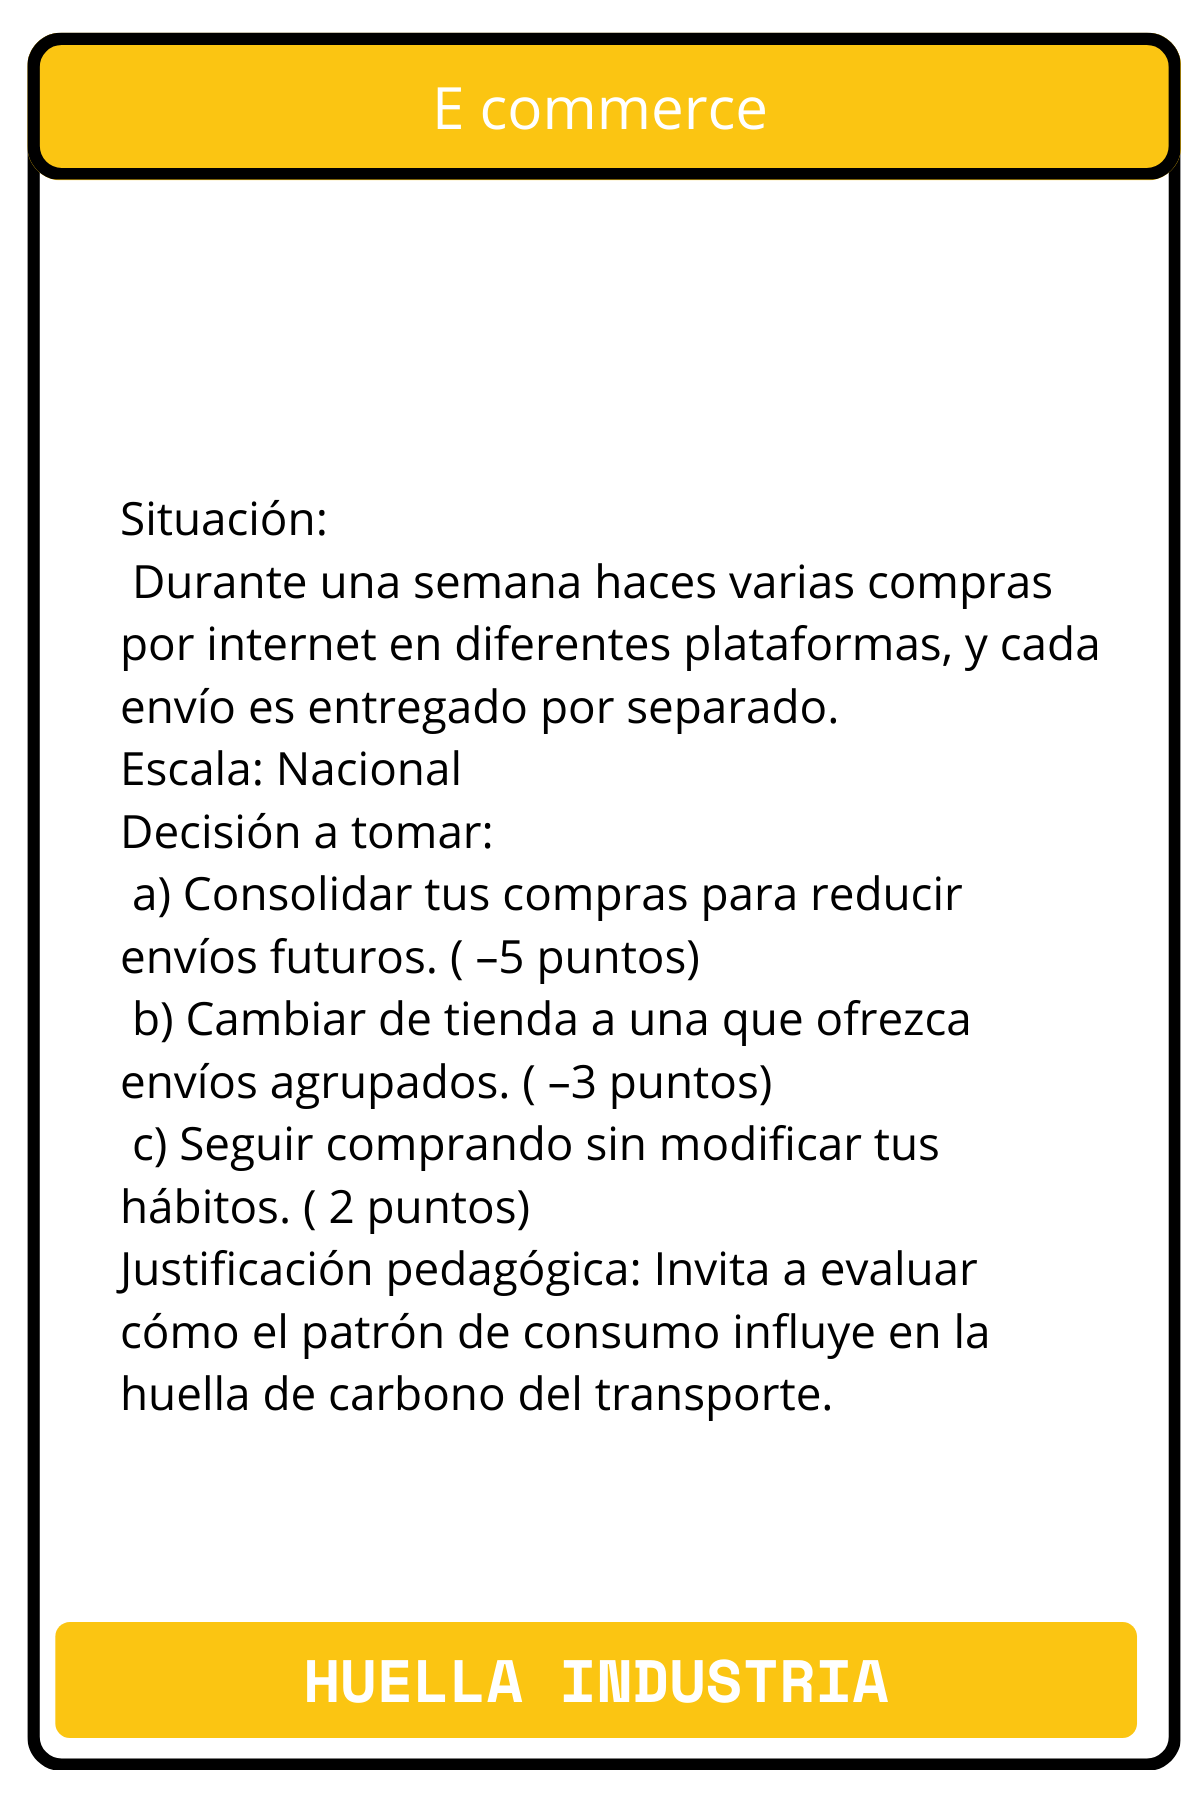 E commerce
Situación:
Durante una semana haces varias compras
por internet en diferentes plataformas, y cada
envío es entregado por separado.
Escala: Nacional
Decisión a tomar:
a) Consolidar tus compras para reducir
envíos futuros. ( –5 puntos)
b) Cambiar de tienda a una que ofrezca
envíos agrupados. ( –3 puntos)
c) Seguir comprando sin modificar tus
hábitos. ( 2 puntos)
Justificación pedagógica: Invita a evaluar
cómo el patrón de consumo influye en la
huella de carbono del transporte.
HUELLA INDUSTRIA